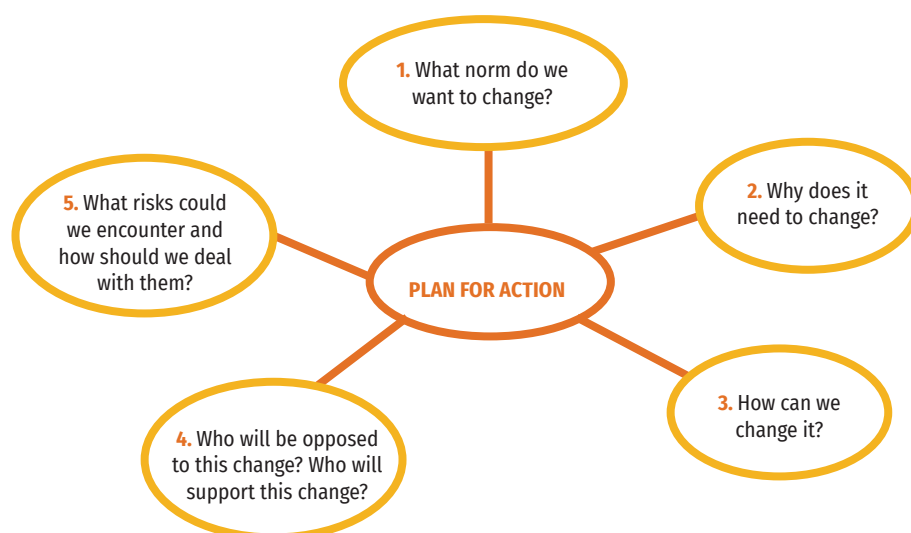 1. What norm do we
want to change?
2. Why does it
need to change?
3. How can we
change it?
4. Who will be opposed
to this change? Who will
support this change?
5. What risks could
we encounter and
how should we deal
with them?
PLAN FOR ACTION